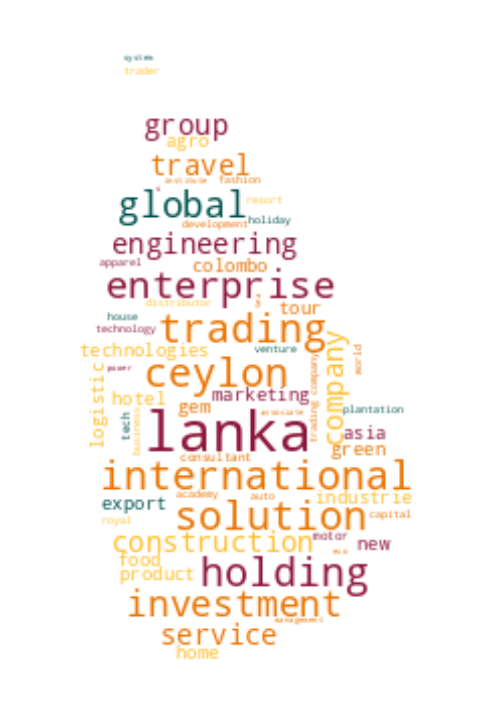 system
trader
group
agro
travel
institute fashion
global resort
holiday
development
engineering
apparel colombo
enterprise
distributor
tour
house
technology trading
technologies venture world
power ceylon company
logistic hotel marketing trading company
gem associate plantation
tech business lanka asia
green
consultant
international
academy auto industrie
export solution capital
royal
construction motor new
eco
food
product holding
investment
management
service
home